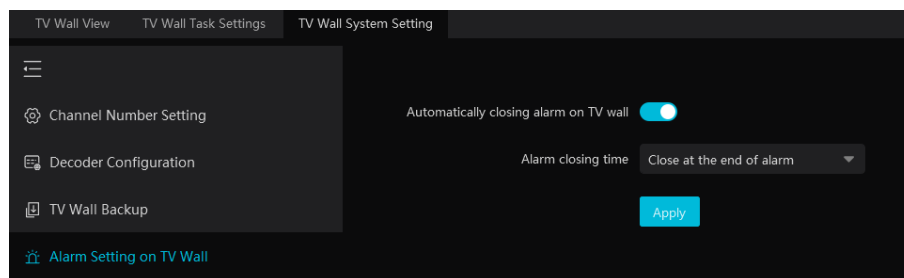 TV Wall View TV Wall Task Settings TV Wall System Setting
Channel Number Setting
Decoder Configuration
TV Wall Backup
Alarm Setting on TV Wall
Automatically closing alarm on TV wall
Alarm closing time Close at the end of alarm
Apply